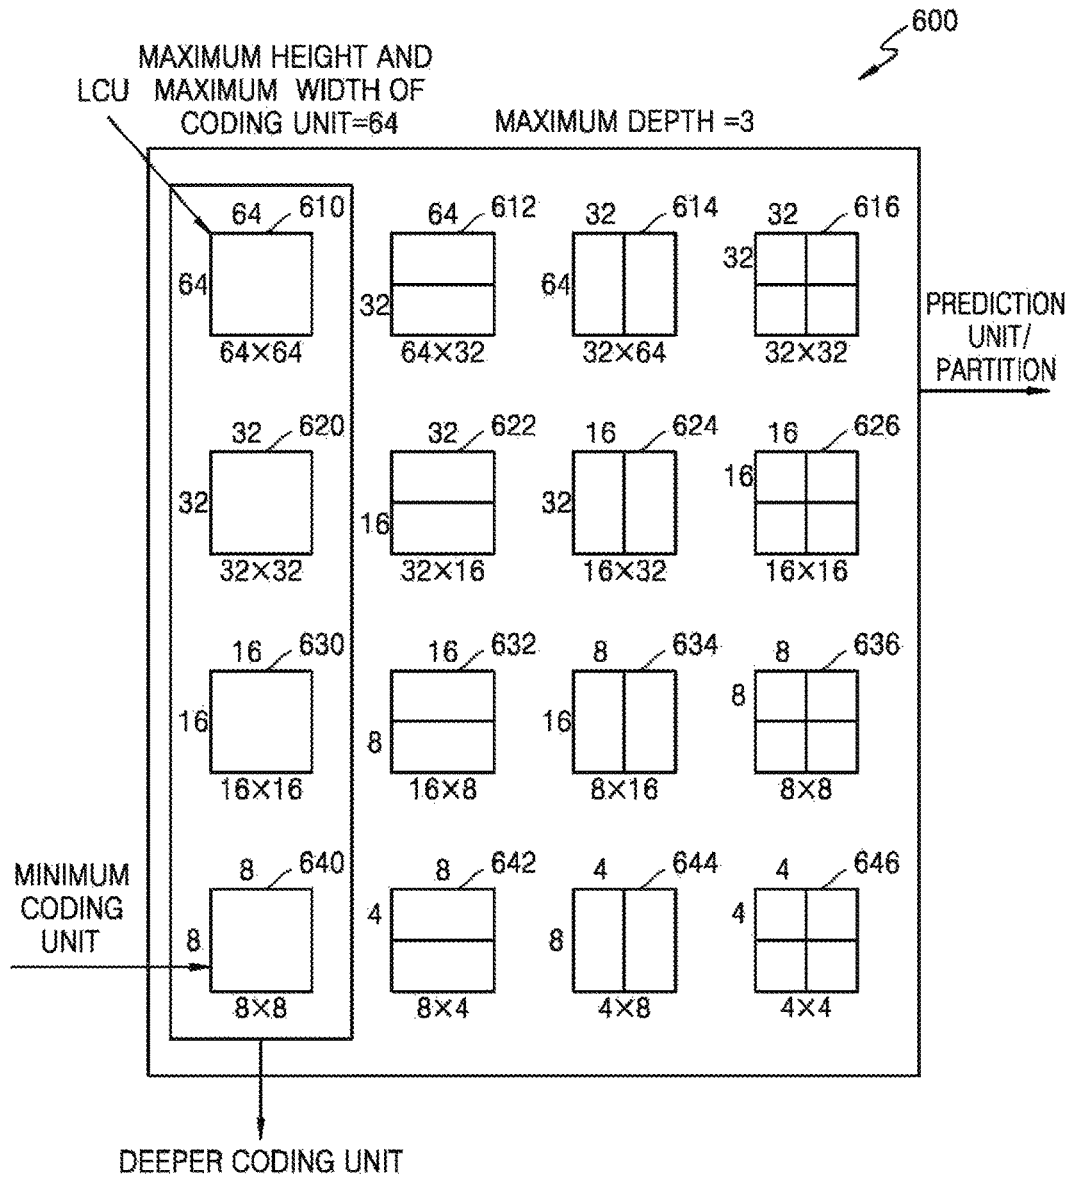 600
MAXIMUM HEIGHT AND
LCU MAXIMUM WIDTH OF
CODING UNIT=64
MAXIMUM DEPTH =3
64 610 64 612 32 614 32 616
64 32 64 32
64×64 64×32 32×64 32×32
PREDICTION
UNIT/
PARTITION
32 620 32 622 16 624 16 626
32 16 32 16
32×32 32×16 16×32 16×16
16 630 16 632 8 634 8 636
16 8 16 8
16×16 16×8 8×16 8×8
MINIMUM
CODING
UNIT
8 640 8 642 4 644 4 646
8 4 8 4
8×8 8×4 4×8 4×4
DEEPER CODING UNIT